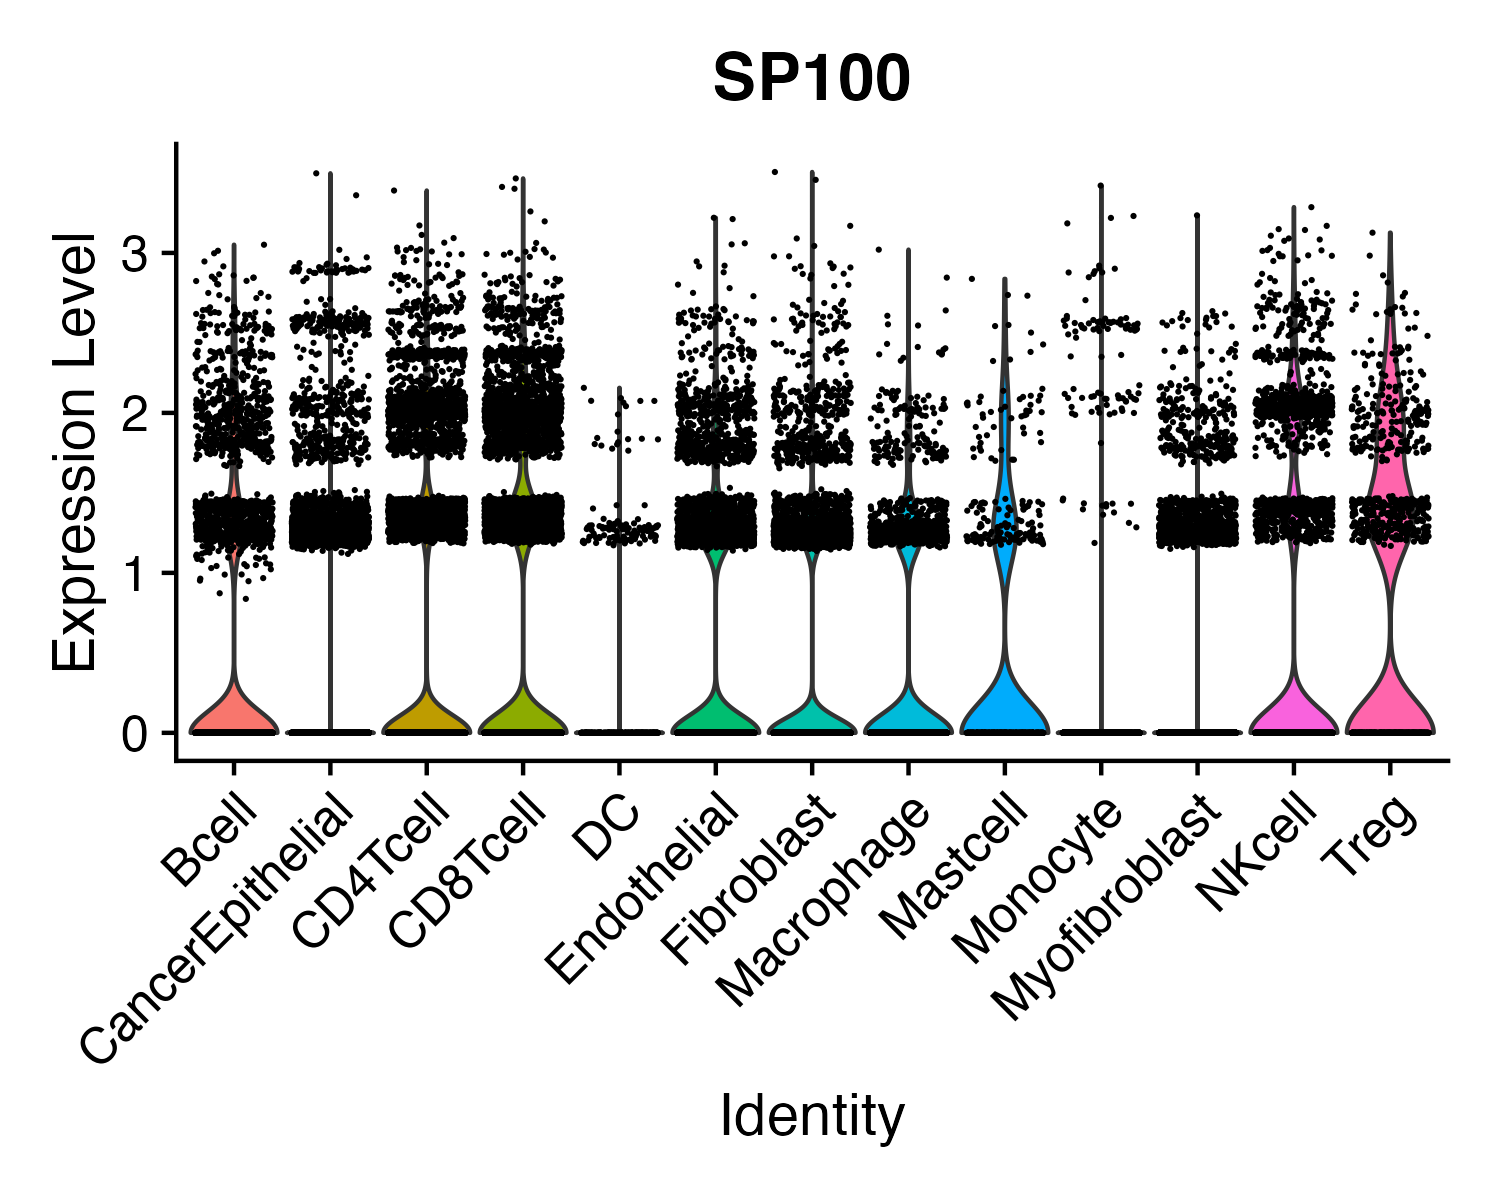 SP100
Expression Level
3
2
1
0
Bcell
CancerEpithelial
CD4Tcell
CD8Tcell
DC
Endothelial
Fibroblast
Macrophage
Mastcell
Monocyte
Myofibroblast
NKcell
Treg
Identity